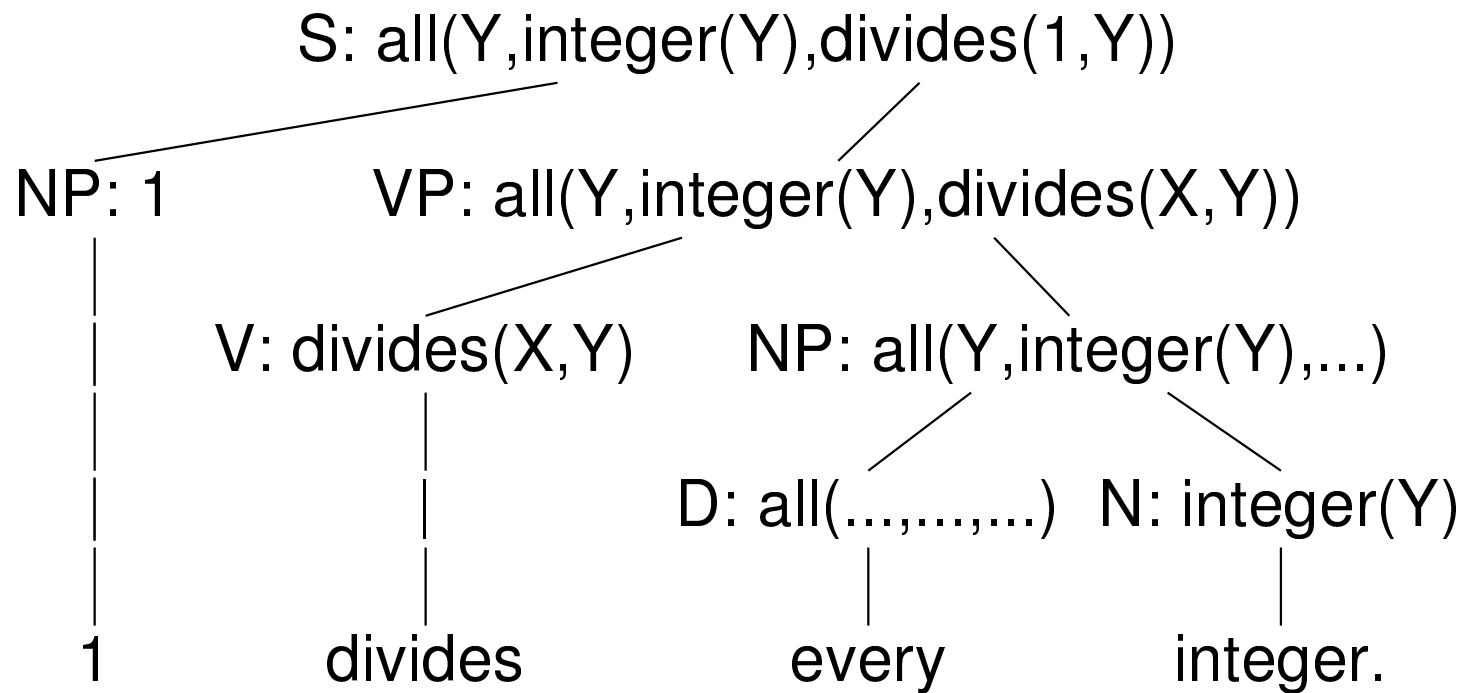 S: all(Y,integer(Y),divides(1,Y))
NP: 1 VP: all(Y,integer(Y),divides(X,Y))
V: divides(X,Y) NP: all(Y,integer(Y),...)
D: all(...,...,...) N: integer(Y)
1 divides every integer.